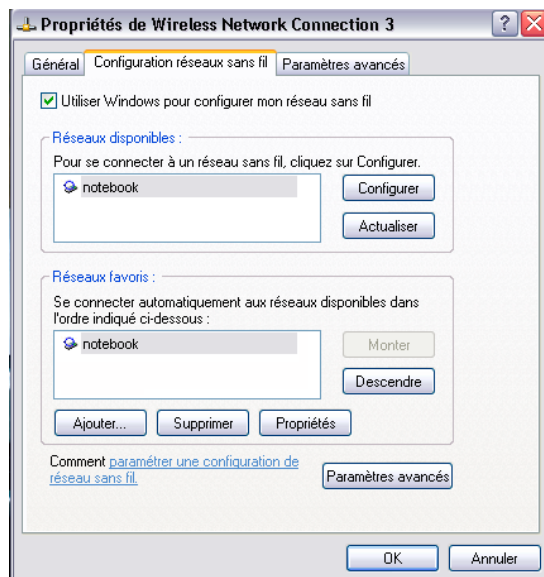 Propriétés de Wireless Network Connection 3
Général
Configuration réseaux sans fil
Paramètres avancés
Utiliser Windows pour configurer mon réseau sans fil
Réseaux disponibles :
Pour se connecter à un réseau sans fil, cliquez sur Configurer.
notebook
Configurer
Actualiser
Réseaux favoris :
Se connecter automatiquement aux réseaux disponibles dans
l'ordre indiqué ci-dessous :
notebook
Monter
Descendre
Ajouter...
Supprimer
Propriétés
Comment paramétrer une configuration de
réseau sans fil.
Paramètres avancés
OK
Annuler